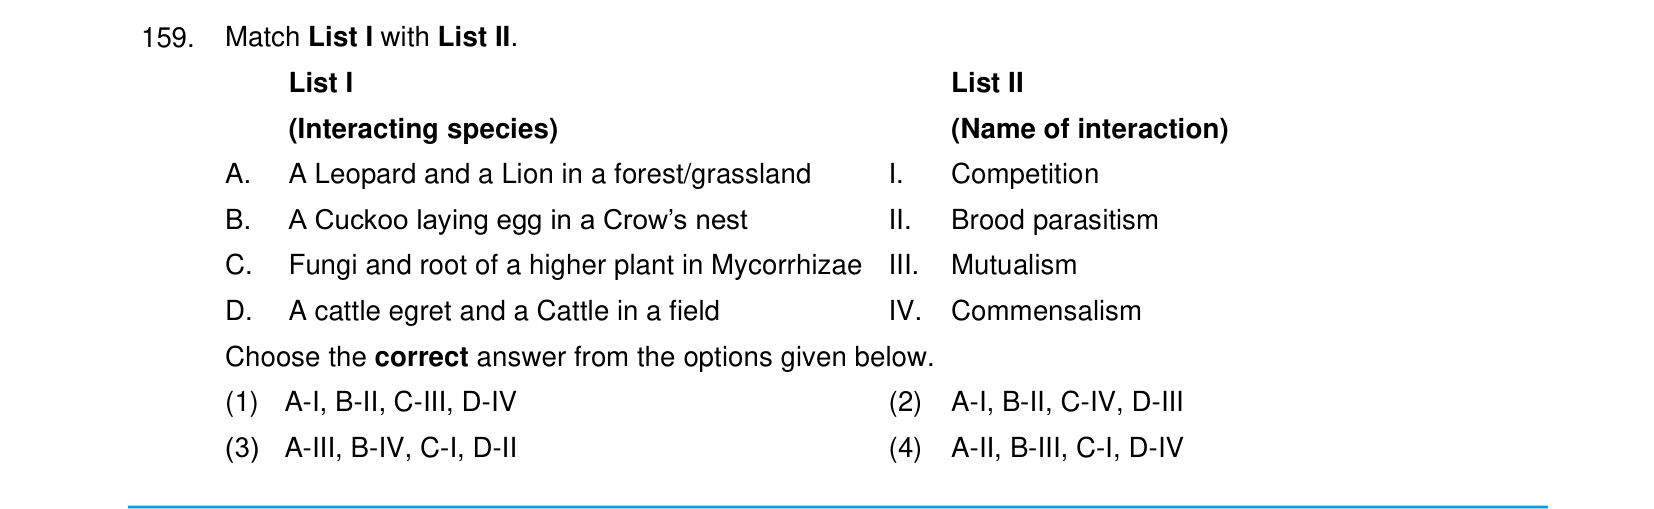 159. Match List I with List II.
List I List II
(Interacting species) (Name of interaction)
A. A Leopard and a Lion in a forest/grassland I. Competition
B. A Cuckoo laying egg in a Crow’s nest II. Brood parasitism
C. Fungi and root of a higher plant in Mycorrhizae III. Mutualism
D. A cattle egret and a Cattle in a field IV. Commensalism
Choose the correct answer from the options given below.
(1) A-I, B-II, C-III, D-IV (2) A-I, B-II, C-IV, D-III
(3) A-III, B-IV, C-I, D-II (4) A-II, B-III, C-I, D-IV